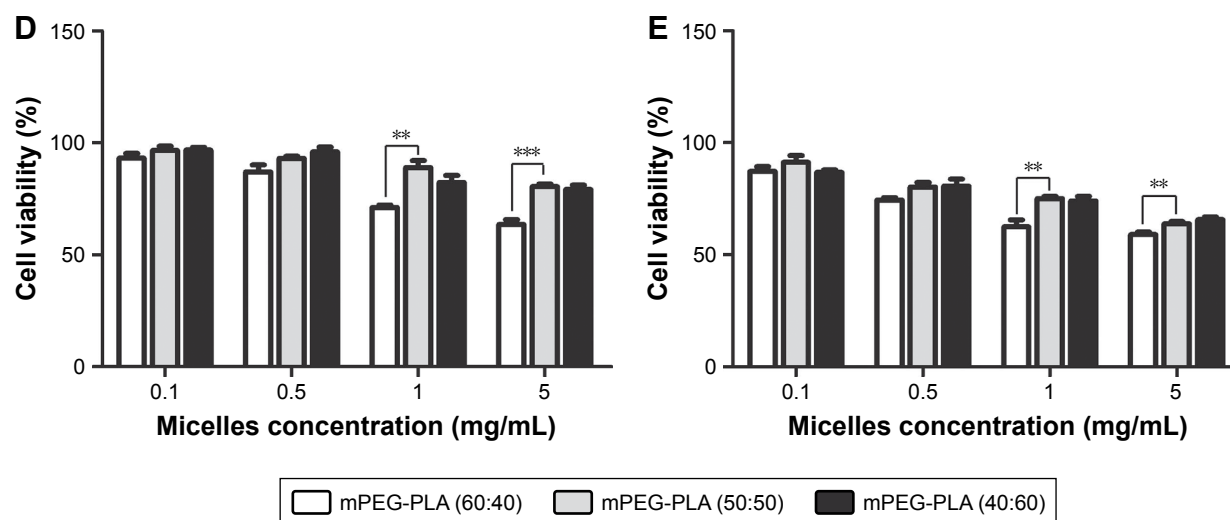 D
150
100
50
0
Cell viability (%)
**
***
0.1 0.5 1 5
Micelles concentration (mg/mL)
E
150
100
50
0
Cell viability (%)
**
**
0.1 0.5 1 5
Micelles concentration (mg/mL)
mPEG-PLA (60:40) mPEG-PLA (50:50) mPEG-PLA (40:60)